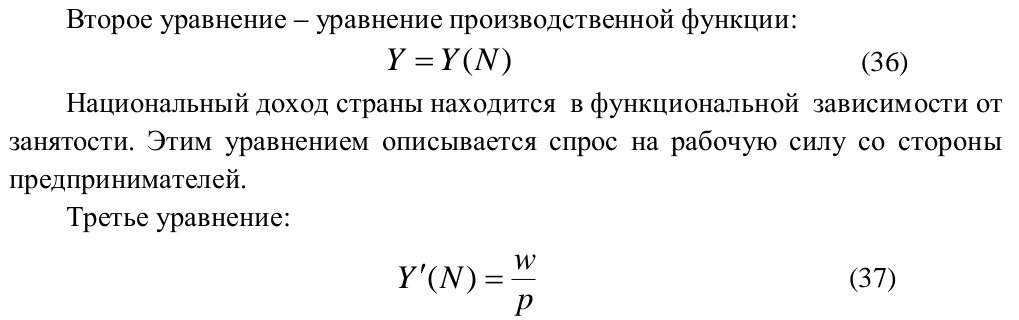 Второе уравнение – уравнение производственной функции:
Y = Y(N) (36)
Национальный доход страны находится в функциональной зависимости от
занятости. Этим уравнением описывается спрос на рабочую силу со стороны
предпринимателей.
Третье уравнение:
Y′(N) = w/p (37)